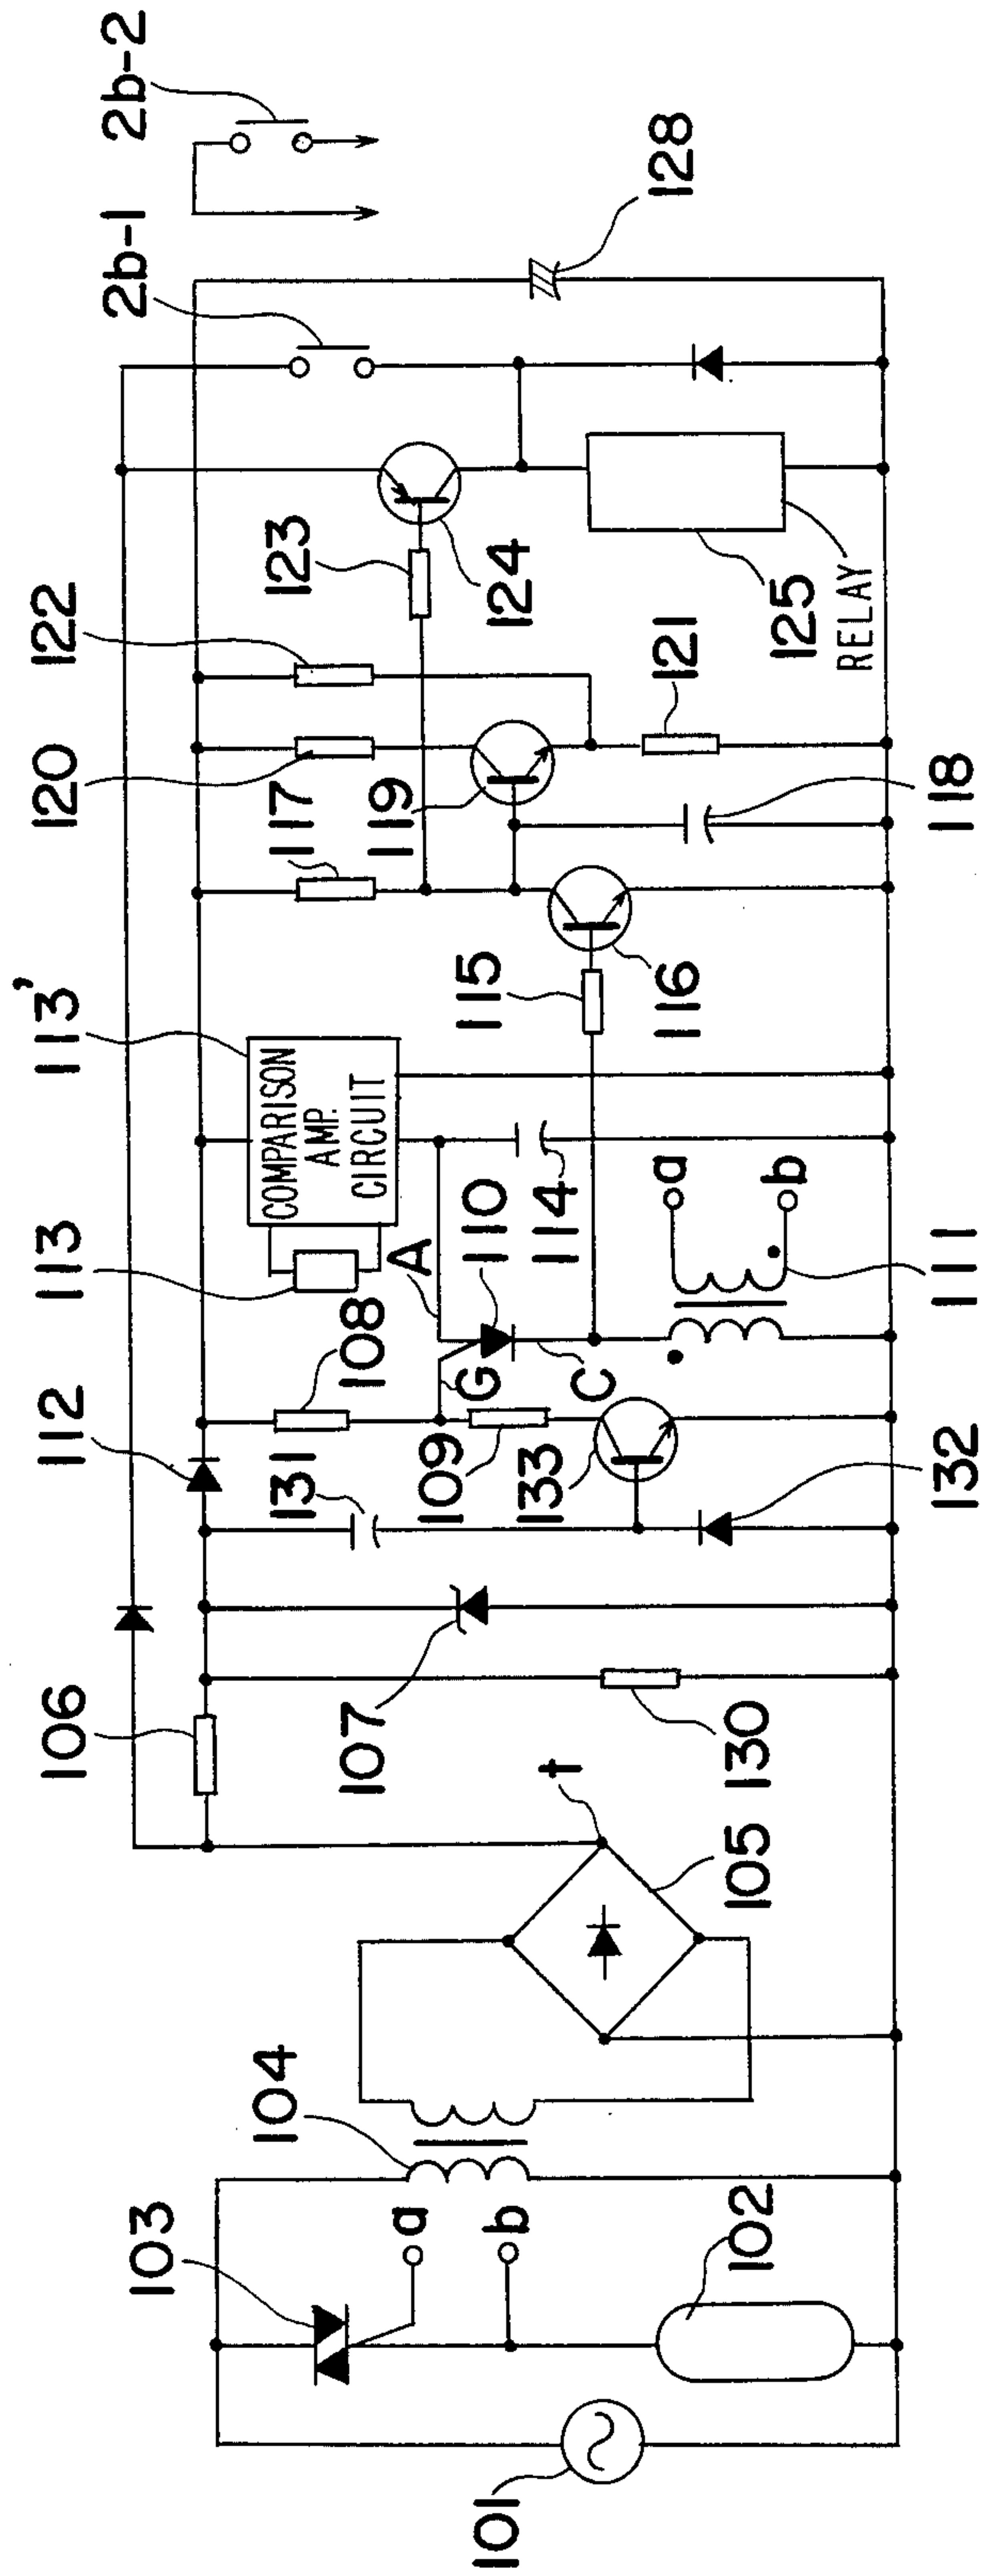 2b-2
2b-1
128
122
123
124
125
RELAY
120
121
117
119
118
113'
115
116
COMPARISON
AMP.
CIRCUIT
113
A
110
114
a
b
111
108
G
C
112
131
109
133
132
106
107
130
t
105
104
103
a
b
102
101